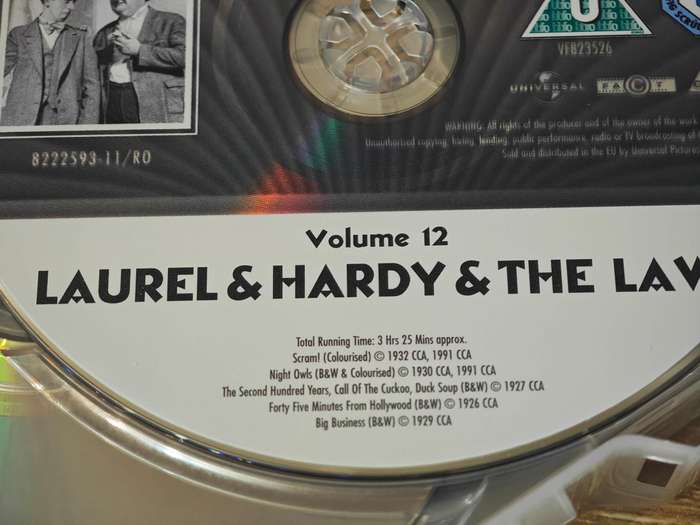 U
VFB23526
UNIVERSAL
FACT
8222593-11/R0
WARNING: All rights of the producer and of the owner of the work
Unauthorised copying, hiring, lending, public performance, radio or TV broadcasting of
Sold and distributed in the EU by Universal Pictures
Volume 12
LAUREL & HARDY & THE LAW
Total Running Time: 3 Hrs 25 Mins approx.
Scram! (Colourised) © 1932 CCA, 1991 CCA
Night Owls (B&W & Colourised) © 1930 CCA, 1991 CCA
The Second Hundred Years, Call Of The Cuckoo, Duck Soup (B&W) © 1927 CCA
Forty Five Minutes From Hollywood (B&W) © 1926 CCA
Big Business (B&W) © 1929 CCA